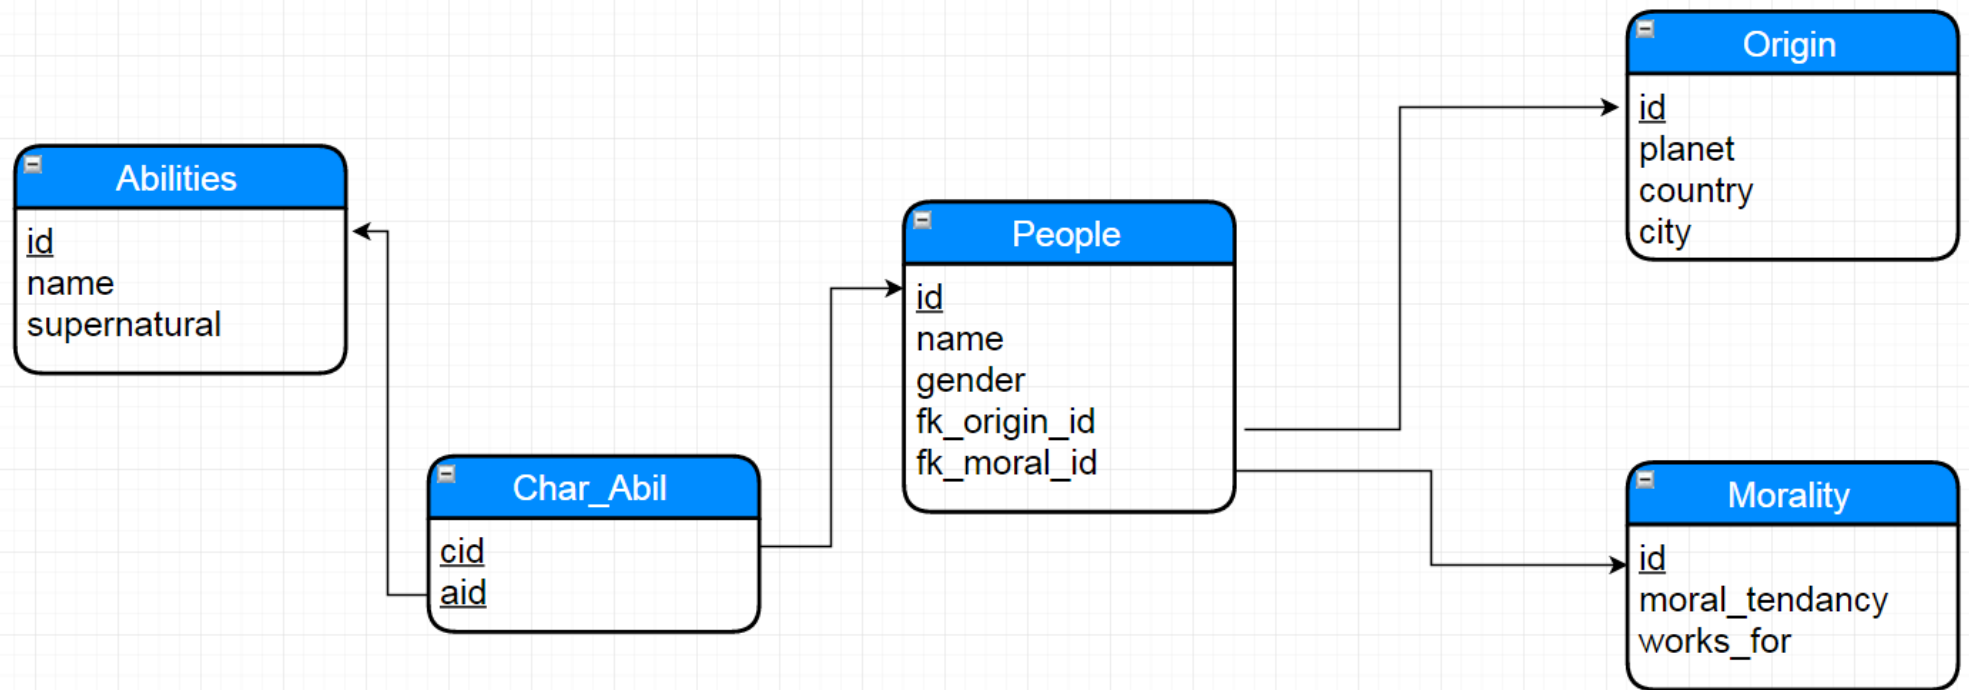 Abilities
id
name
supernatural
Char_Abil
cid
aid
People
id
name
gender
fk_origin_id
fk_moral_id
Origin
id
planet
country
city
Morality
id
moral_tendancy
works_for